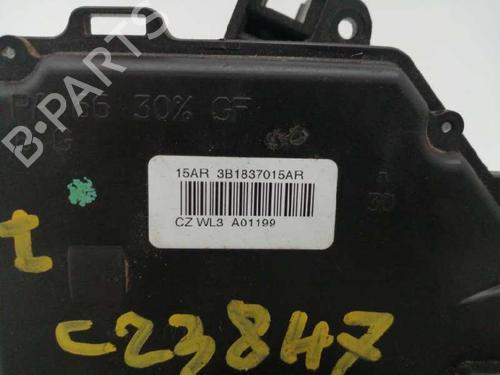 B-PARTS
30% GF
15AR 3B1837015AR
30
CZ WL3 A01199
I
C23847